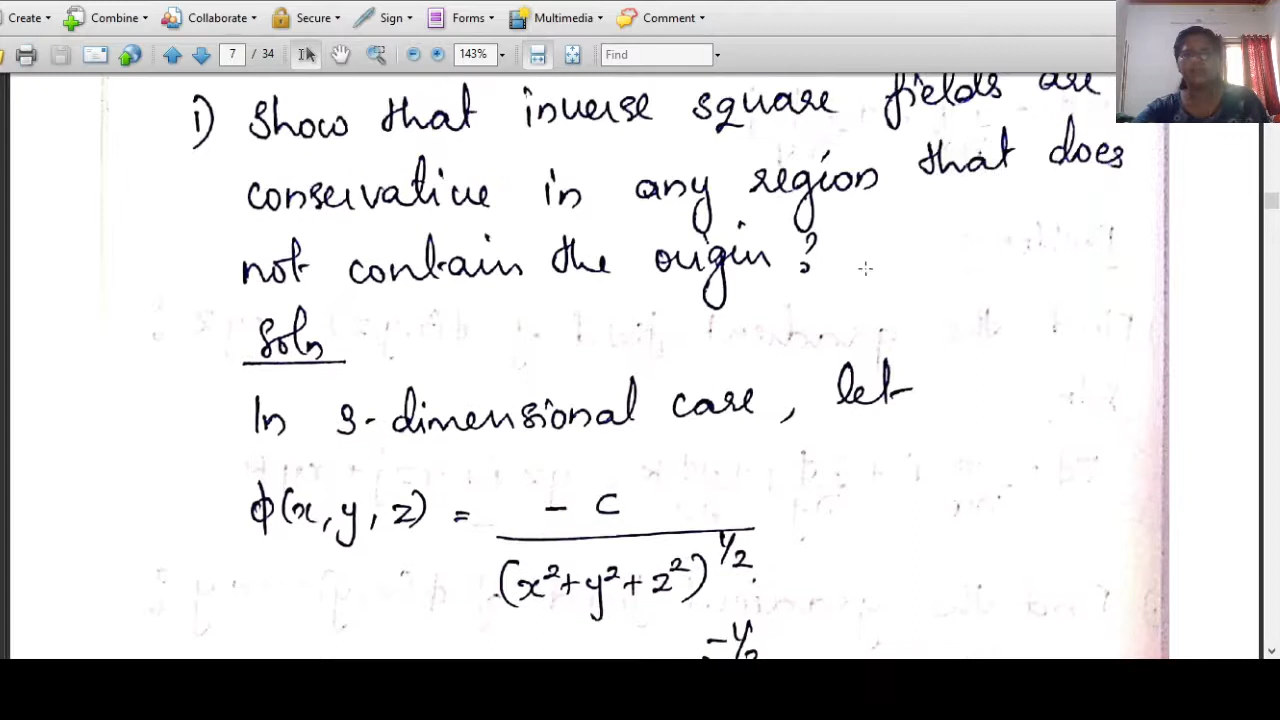 Create Combine Collaborate Secure Sign Forms Multimedia Comment
7 / 34 143% Find
1) Show that inverse square fields are
conservative in any region that does
not contain the origin?
Soln
In 3-dimensional case, let
ϕ(x, y, z) = - C
(x²+y²+z²)^1/2